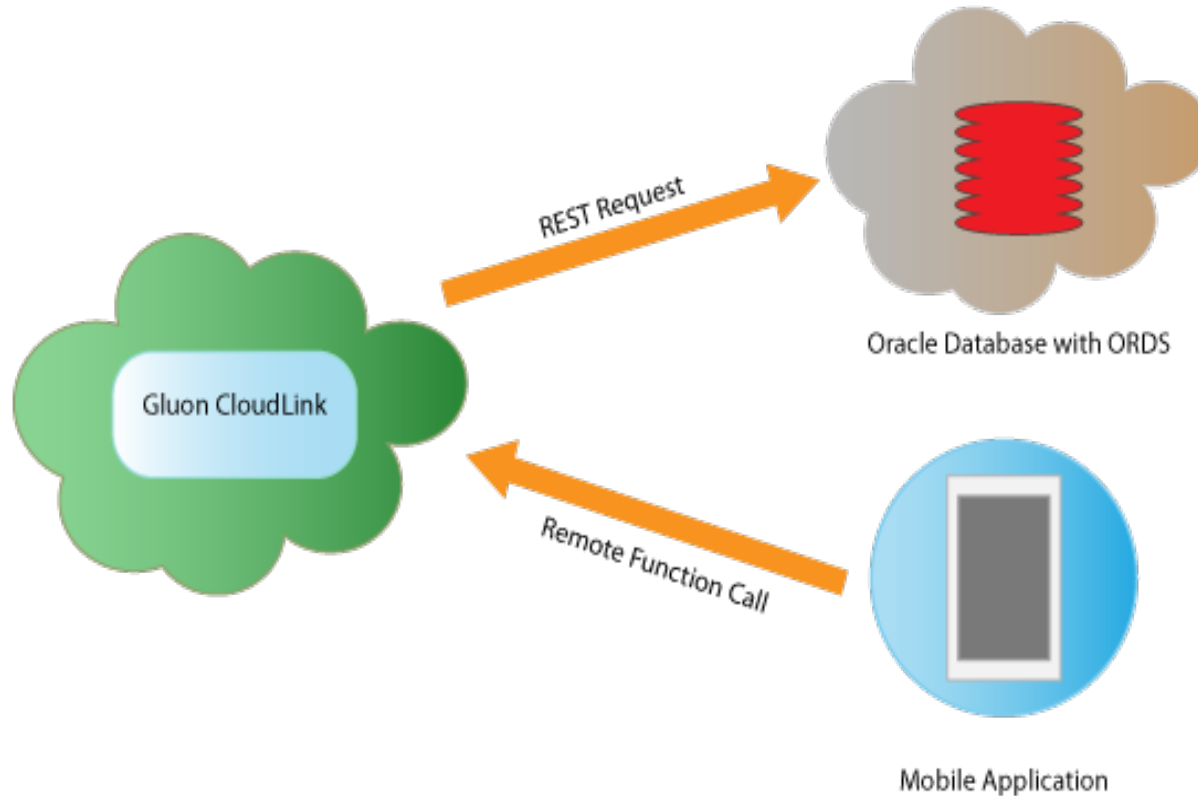 REST Request
Oracle Database with ORDS
Gluon CloudLink
Remote Function Call
Mobile Application